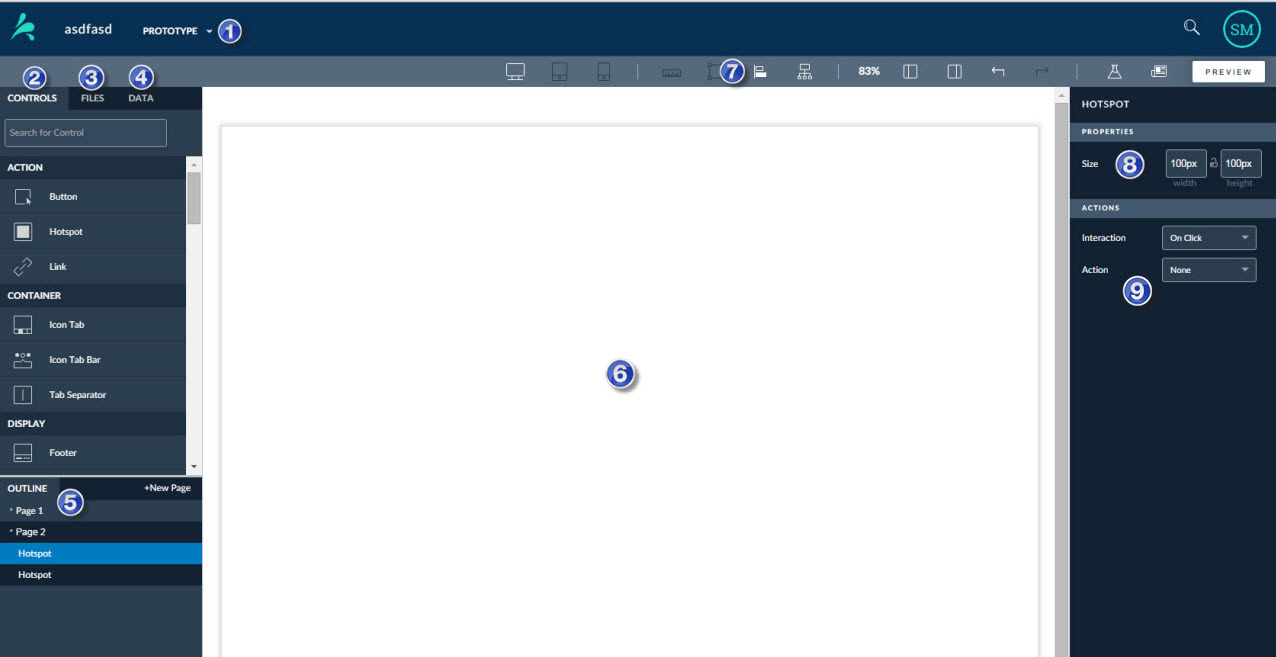 asdfasd PROTOTYPE 1 SM
2 3 4 7 83% PREVIEW
CONTROLS FILES DATA
Search for Control
ACTION
Button
Hotspot
Link
CONTAINER
Icon Tab
Icon Tab Bar
Tab Separator
DISPLAY
Footer
OUTLINE +New Page
5
Page 1
Page 2
Hotspot
Hotspot
6
HOTSPOT
PROPERTIES
Size 8 100px 100px
width height
ACTIONS
Interaction On Click
Action None
9